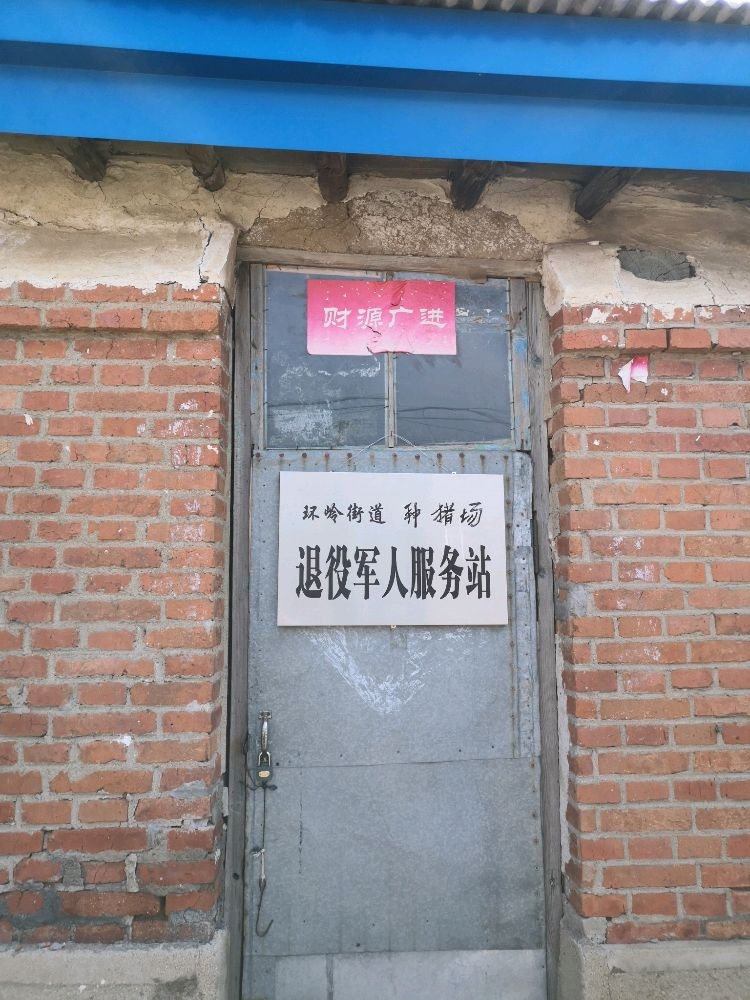 财源广进
环岭街道 种猪场
退役军人服务站